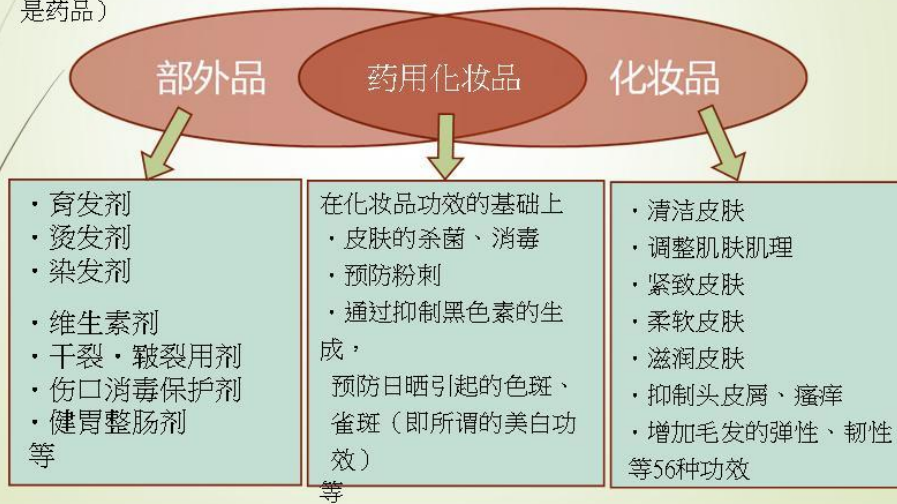 是药品）
部外品
药用化妆品
化妆品
・育发剂
・烫发剂
・染发剂
・维生素剂
・干裂・皲裂用剂
・伤口消毒保护剂
・健胃整肠剂
等
在化妆品功效的基础上
・皮肤的杀菌、消毒
・预防粉刺
・通过抑制黑色素的生
成，
预防日晒引起的色斑、
雀斑（即所谓的美白功
效）
等
・清洁皮肤
・调整肌肤肌理
・紧致皮肤
・柔软皮肤
・滋润皮肤
・抑制头皮屑、瘙痒
・增加毛发的弹性、韧性
等56种功效